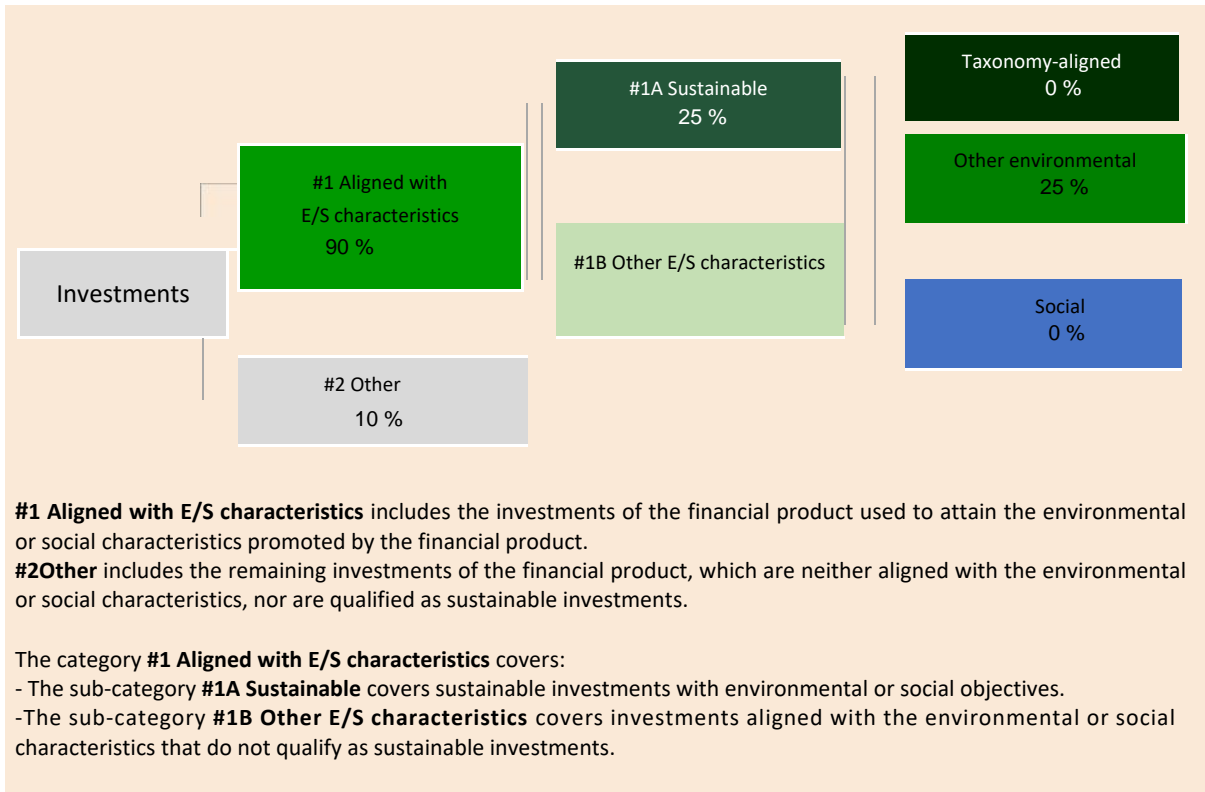 Investments
#1 Aligned with
E/S characteristics
90 %
#2 Other
10 %
#1A Sustainable
25 %
#1B Other E/S characteristics
Taxonomy-aligned
0 %
Other environmental
25 %
Social
0 %
#1 Aligned with E/S characteristics includes the investments of the financial product used to attain the environmental
or social characteristics promoted by the financial product.
#2Other includes the remaining investments of the financial product, which are neither aligned with the environmental
or social characteristics, nor are qualified as sustainable investments.
The category #1 Aligned with E/S characteristics covers:
- The sub-category #1A Sustainable covers sustainable investments with environmental or social objectives.
-The sub-category #1B Other E/S characteristics covers investments aligned with the environmental or social
characteristics that do not qualify as sustainable investments.